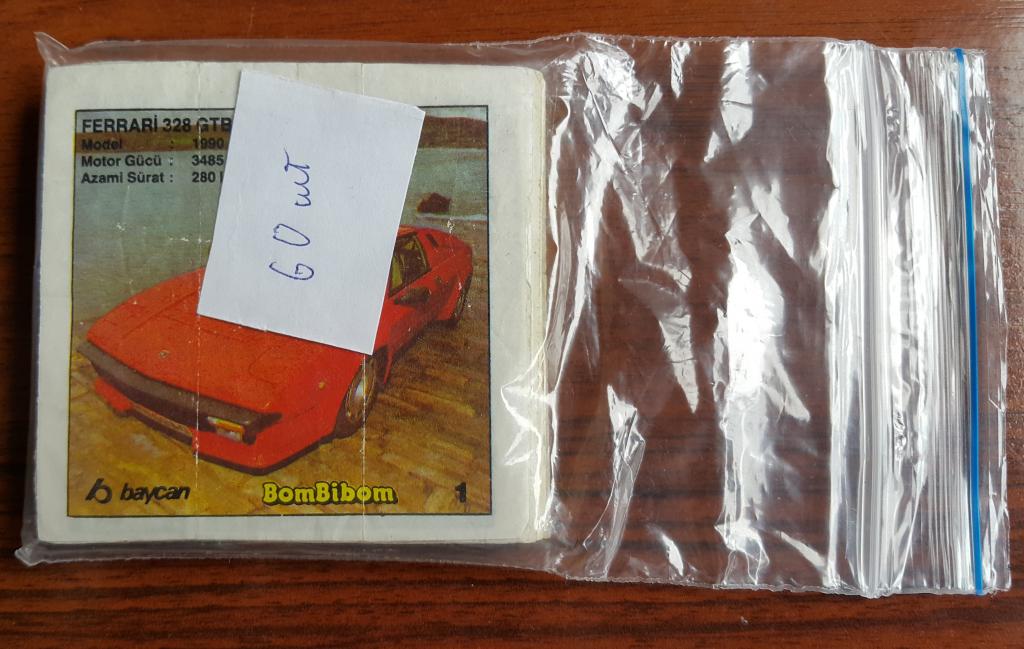 FERRARİ 328 GTB
Model : 1990
Motor Gücü : 3485
Azami Sürat : 280
60 шт
baycan
BomBibom
1